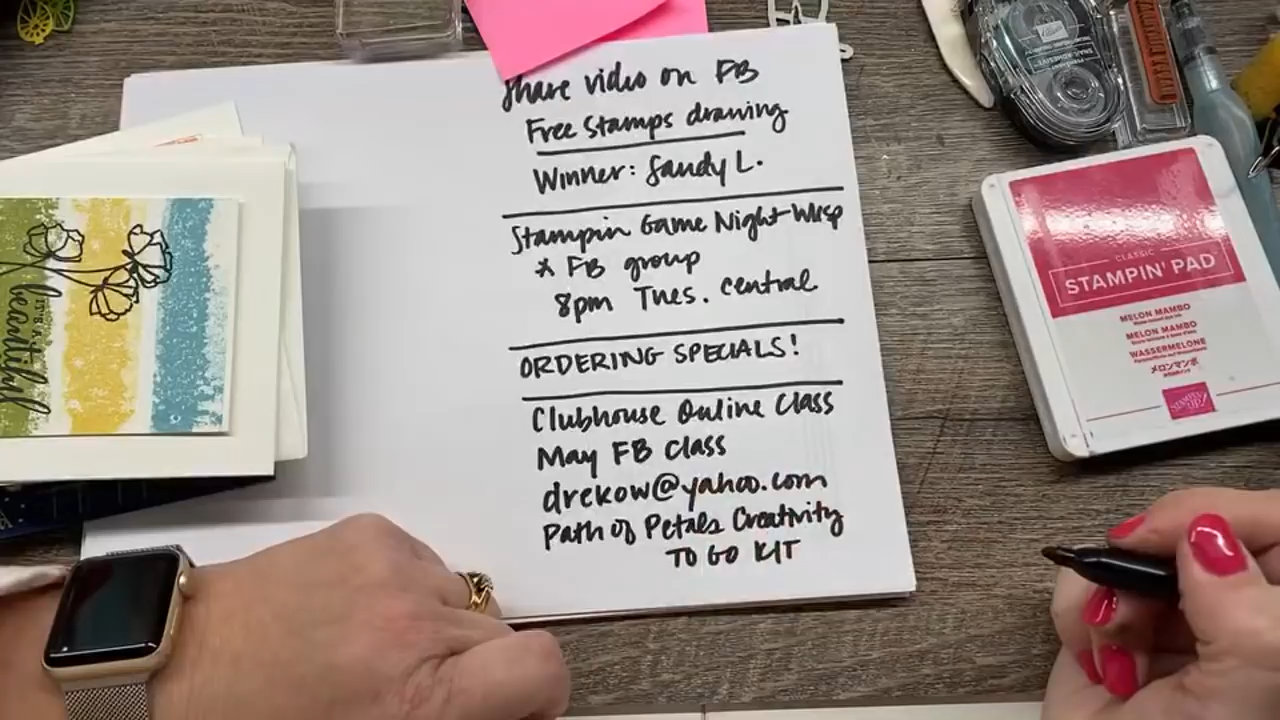 Share video on FB
Free Stamps drawing
Winner: Sandy L.
Stampin Game Night
* FB group
8pm Tues. central
ORDERING SPECIALS!
Clubhouse Online Class
May FB Class
drekow@yahoo.com
Path of Petals Creativity
TO GO KIT
IT'S A
beautiful
CLASSIC
STAMPIN' PAD
MELON MAMBO
MELON MAMBO
WASSERMELONE
メロンマンボ
STAMPIN' UP!